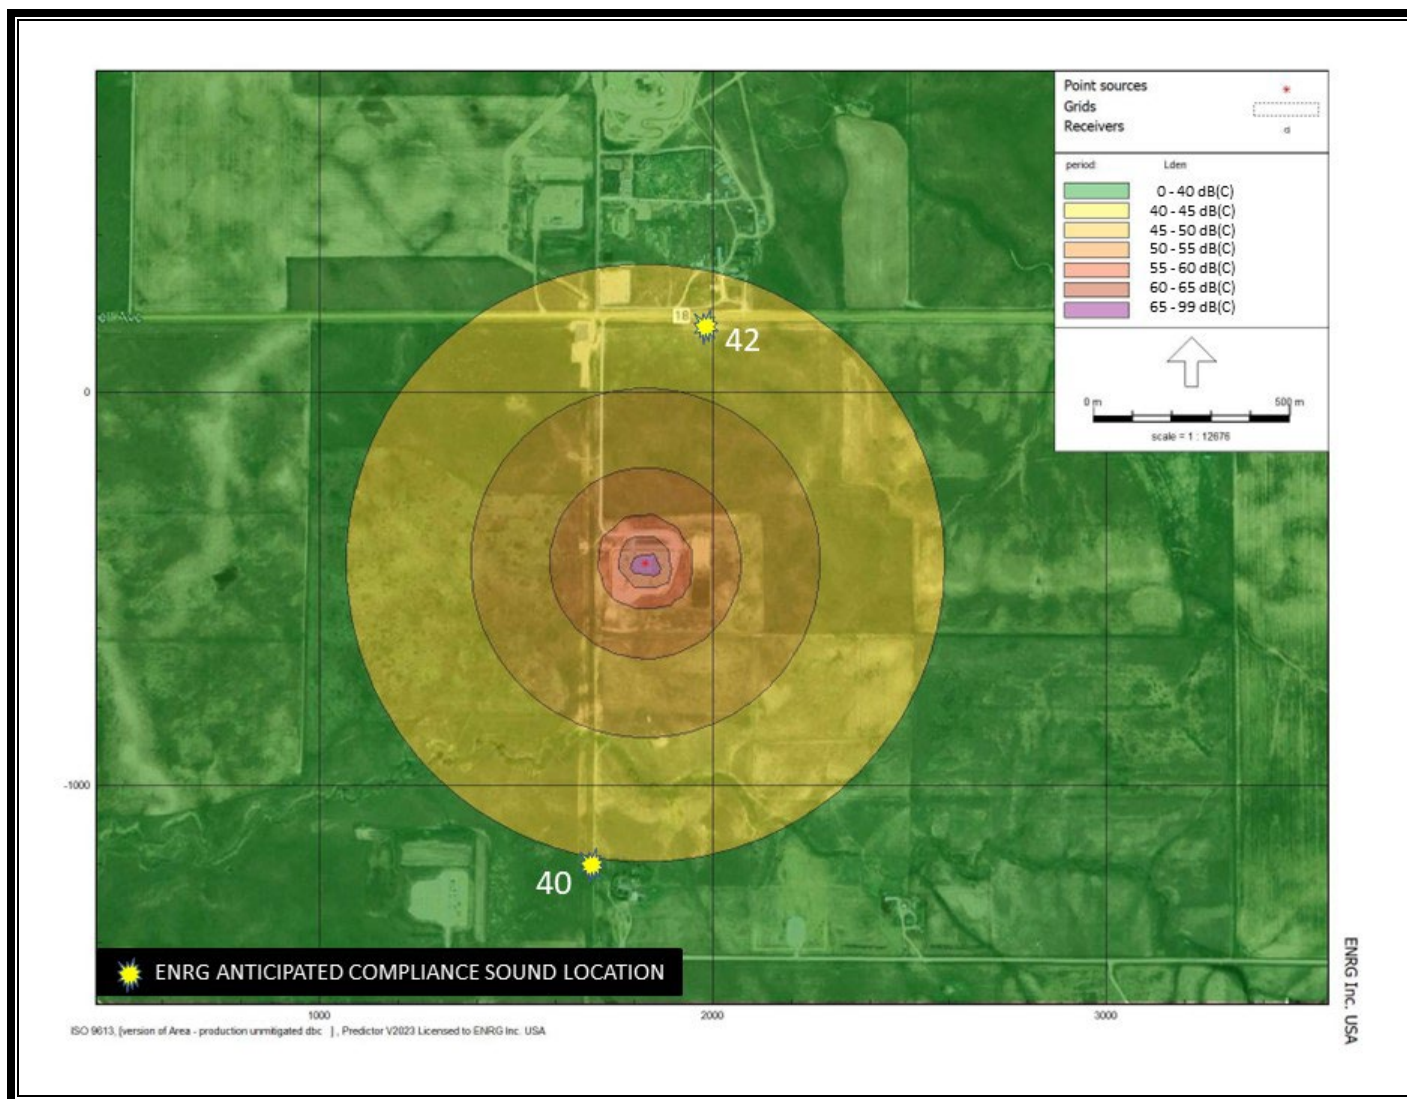 Point sources
Grids
Receivers
period: Lden
0 - 40 dB(C)
40 - 45 dB(C)
45 - 50 dB(C)
50 - 55 dB(C)
55 - 60 dB(C)
60 - 65 dB(C)
65 - 99 dB(C)
0 m 500 m
scale = 1 : 12676
18
42
0
-1000
40
ENRG ANTICIPATED COMPLIANCE SOUND LOCATION
1000 2000 3000
ISO 9613, [version of Area - production unmitigated dbc ] , Predictor V2023 Licensed to ENRG Inc. USA
ENRG Inc. USA